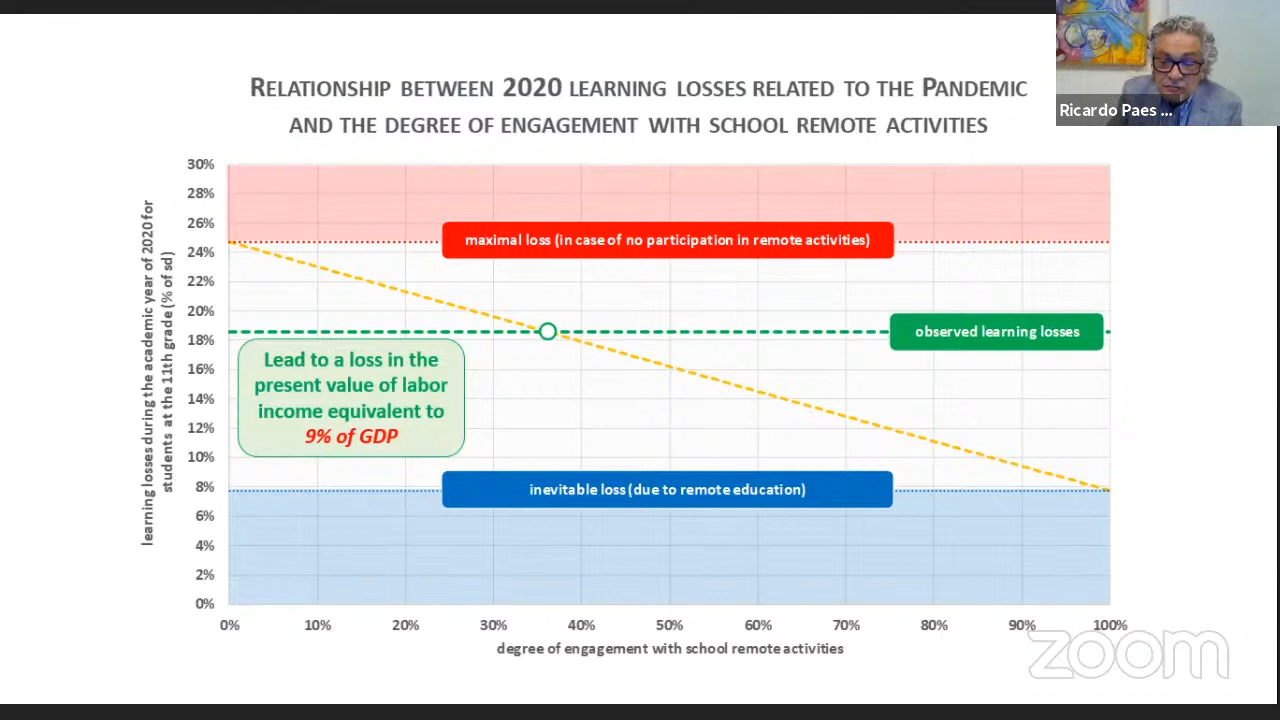 RELATIONSHIP BETWEEN 2020 LEARNING LOSSES RELATED TO THE PANDEMIC
AND THE DEGREE OF ENGAGEMENT WITH SCHOOL REMOTE ACTIVITIES
Ricardo Paes ...
learning losses during the academic year of 2020 for
students at the 11th grade (% of sd)
30%
28%
26%
24%
22%
20%
18%
16%
14%
12%
10%
8%
6%
4%
2%
0%
maximal loss (in case of no participation in remote activities)
observed learning losses
Lead to a loss in the
present value of labor
income equivalent to
9% of GDP
inevitable loss (due to remote education)
0% 10% 20% 30% 40% 50% 60% 70% 80% 90% 100%
degree of engagement with school remote activities
zoom